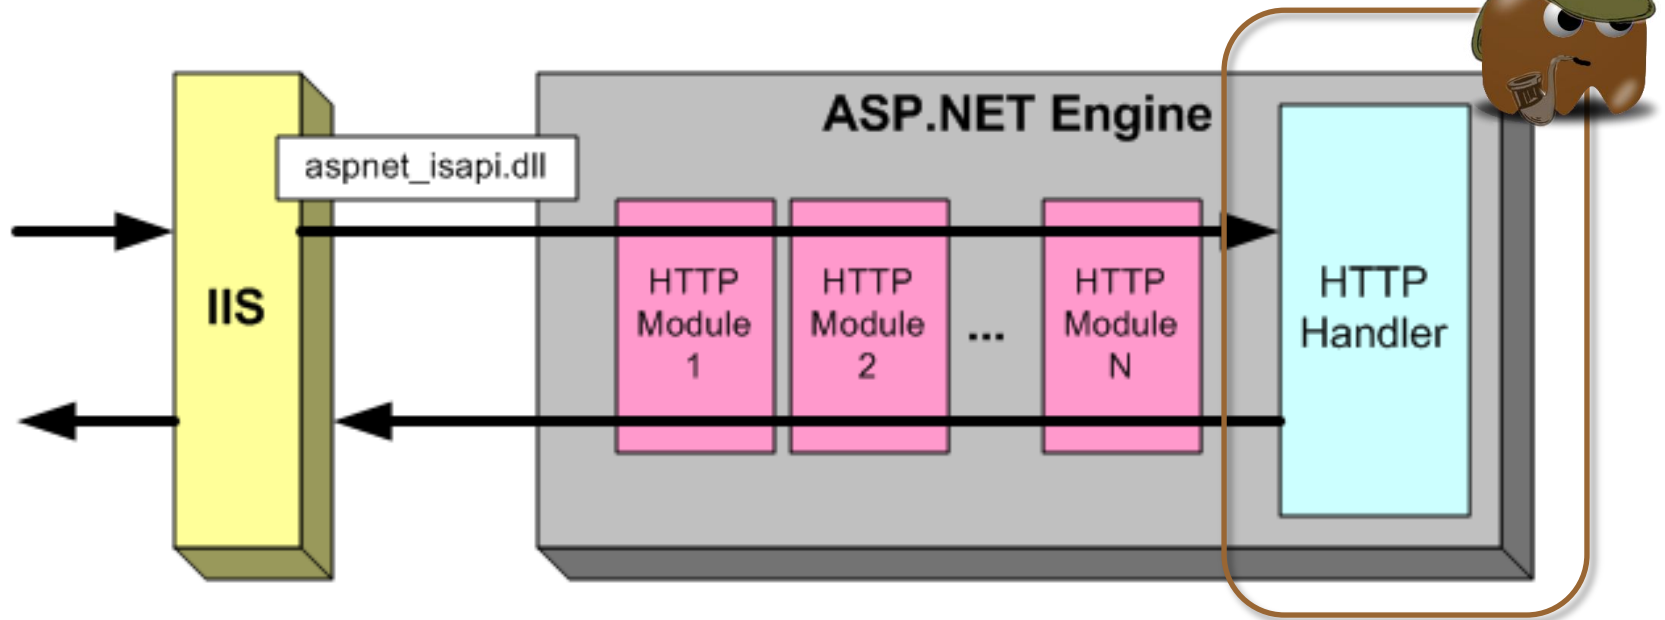 ASP.NET Engine
aspnet_isapi.dll
IIS
HTTP
Module
1
HTTP
Module
2
...
HTTP
Module
N
HTTP
Handler